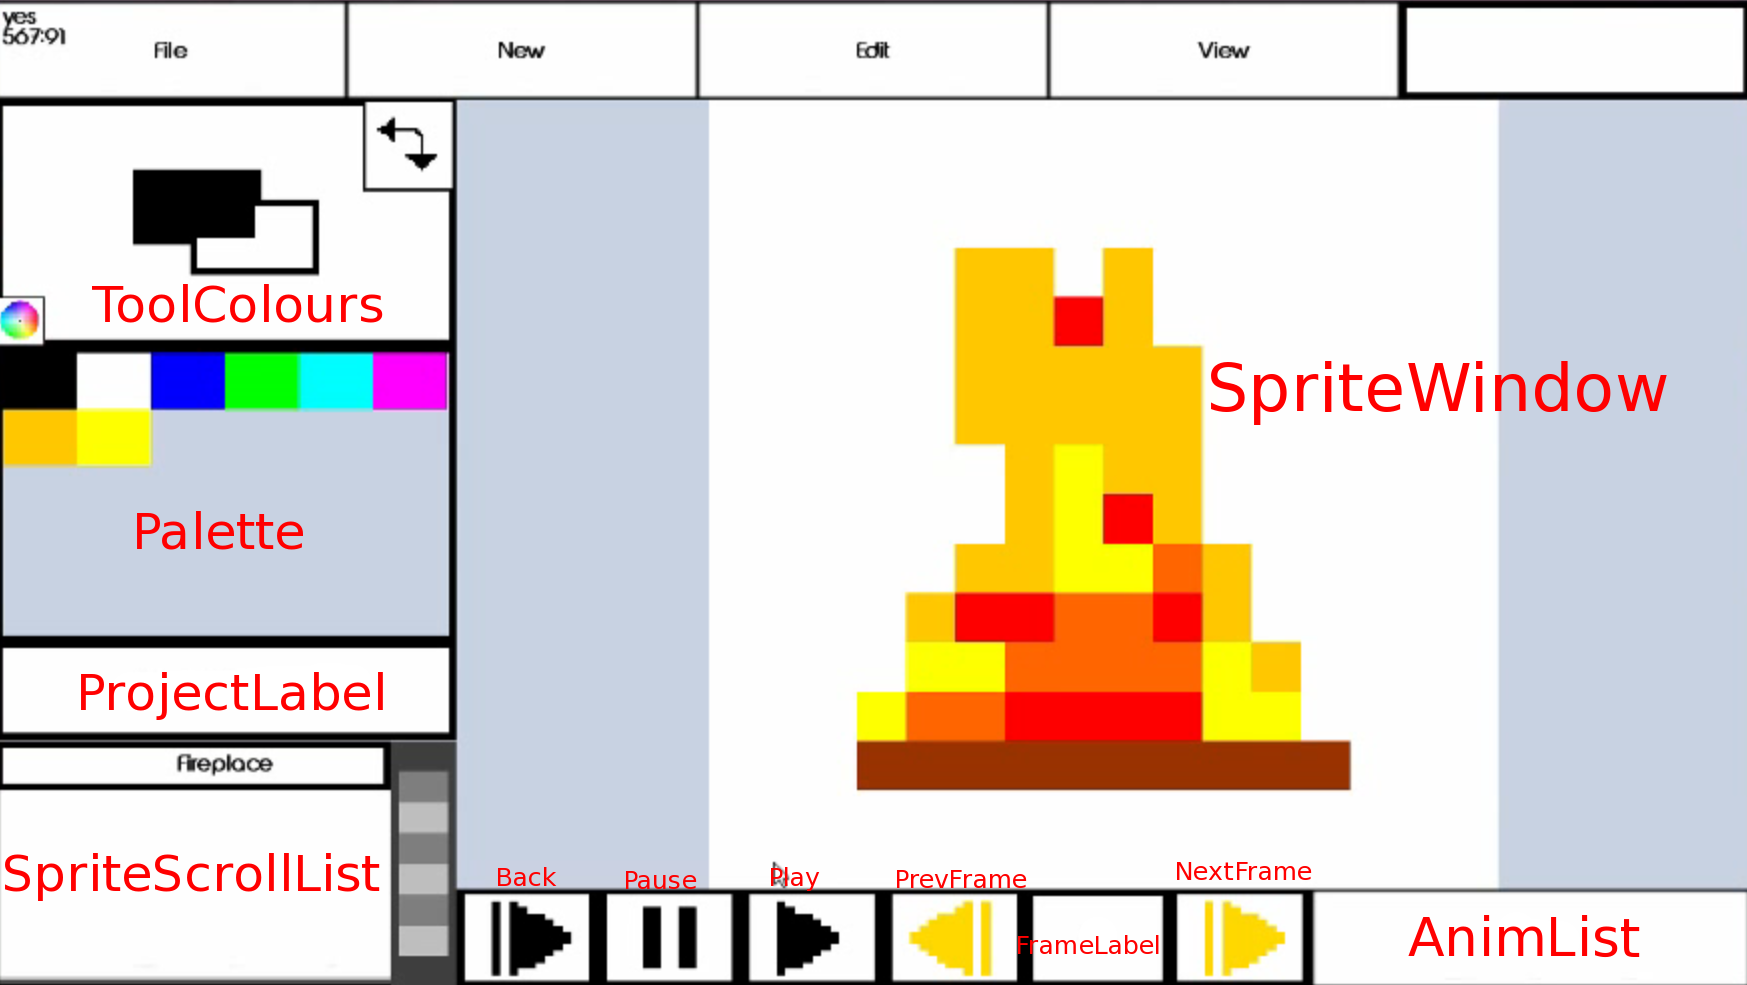 yes
567:91
File
New
Edit
View
ToolColours
Palette
ProjectLabel
Fireplace
SpriteScrollList
SpriteWindow
Back
Pause
Play
PrevFrame
FrameLabel
NextFrame
AnimList